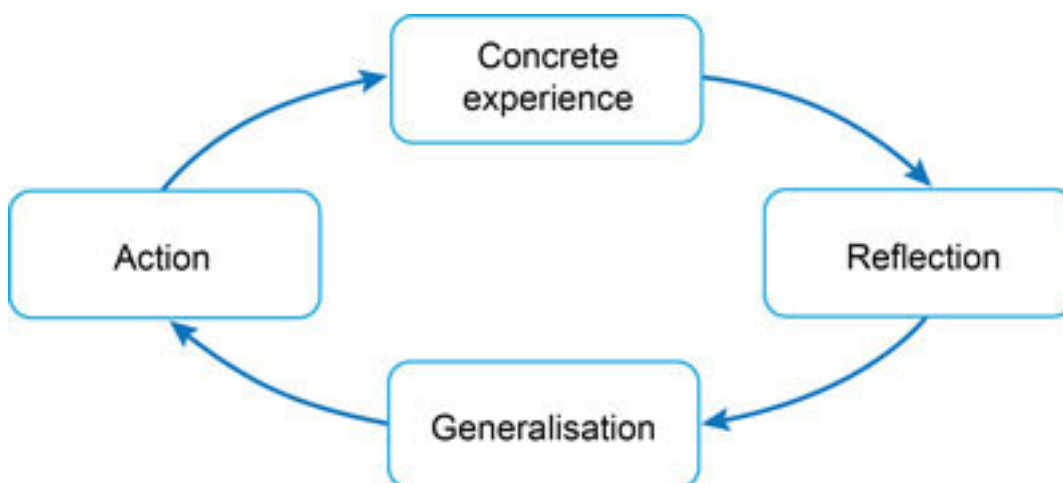 Concrete
experience
Action
Reflection
Generalisation